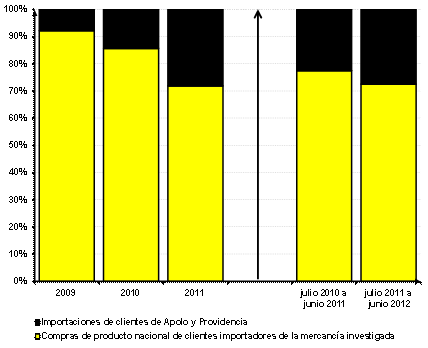 100%
90%
80%
70%
60%
50%
40%
30%
20%
10%
0%
2009
2010
2011
julio 2010 a
junio 2011
julio 2011 a
junio 2012
Importaciones de clientes de Apolo y Providencia
Compras de producto nacional de clientes importadores de la mercancía investigada